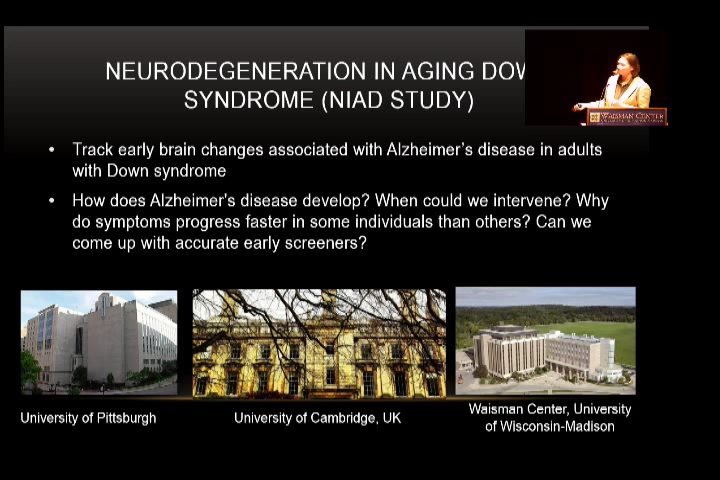 NEURODEGENERATION IN AGING
SYNDROME (NIAD STUDY)
WAISMAN CENTER
• Track early brain changes associated with Alzheimer's disease in adults
with Down syndrome
• How does Alzheimer's disease develop? When could we intervene? Why
do symptoms progress faster in some individuals than others? Can we
come up with accurate early screeners?
University of Pittsburgh
University of Cambridge, UK
Waisman Center, University
of Wisconsin-Madison